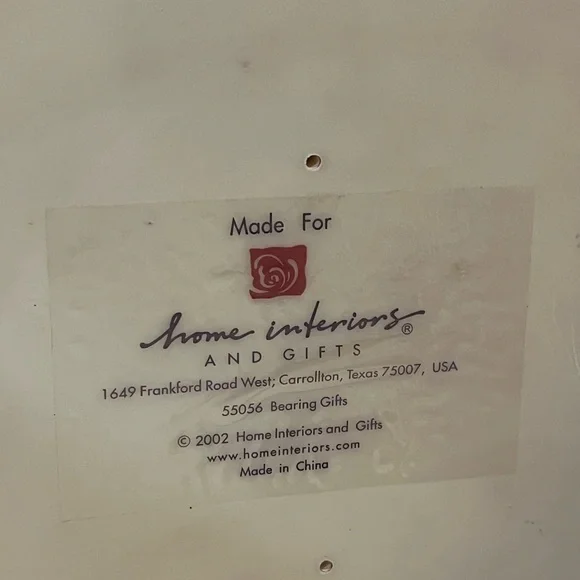 Made For
home interiors®
AND GIFTS
1649 Frankford Road West; Carrollton, Texas 75007, USA
55056 Bearing Gifts
© 2002 Home Interiors and Gifts
www.homeinteriors.com
Made in China